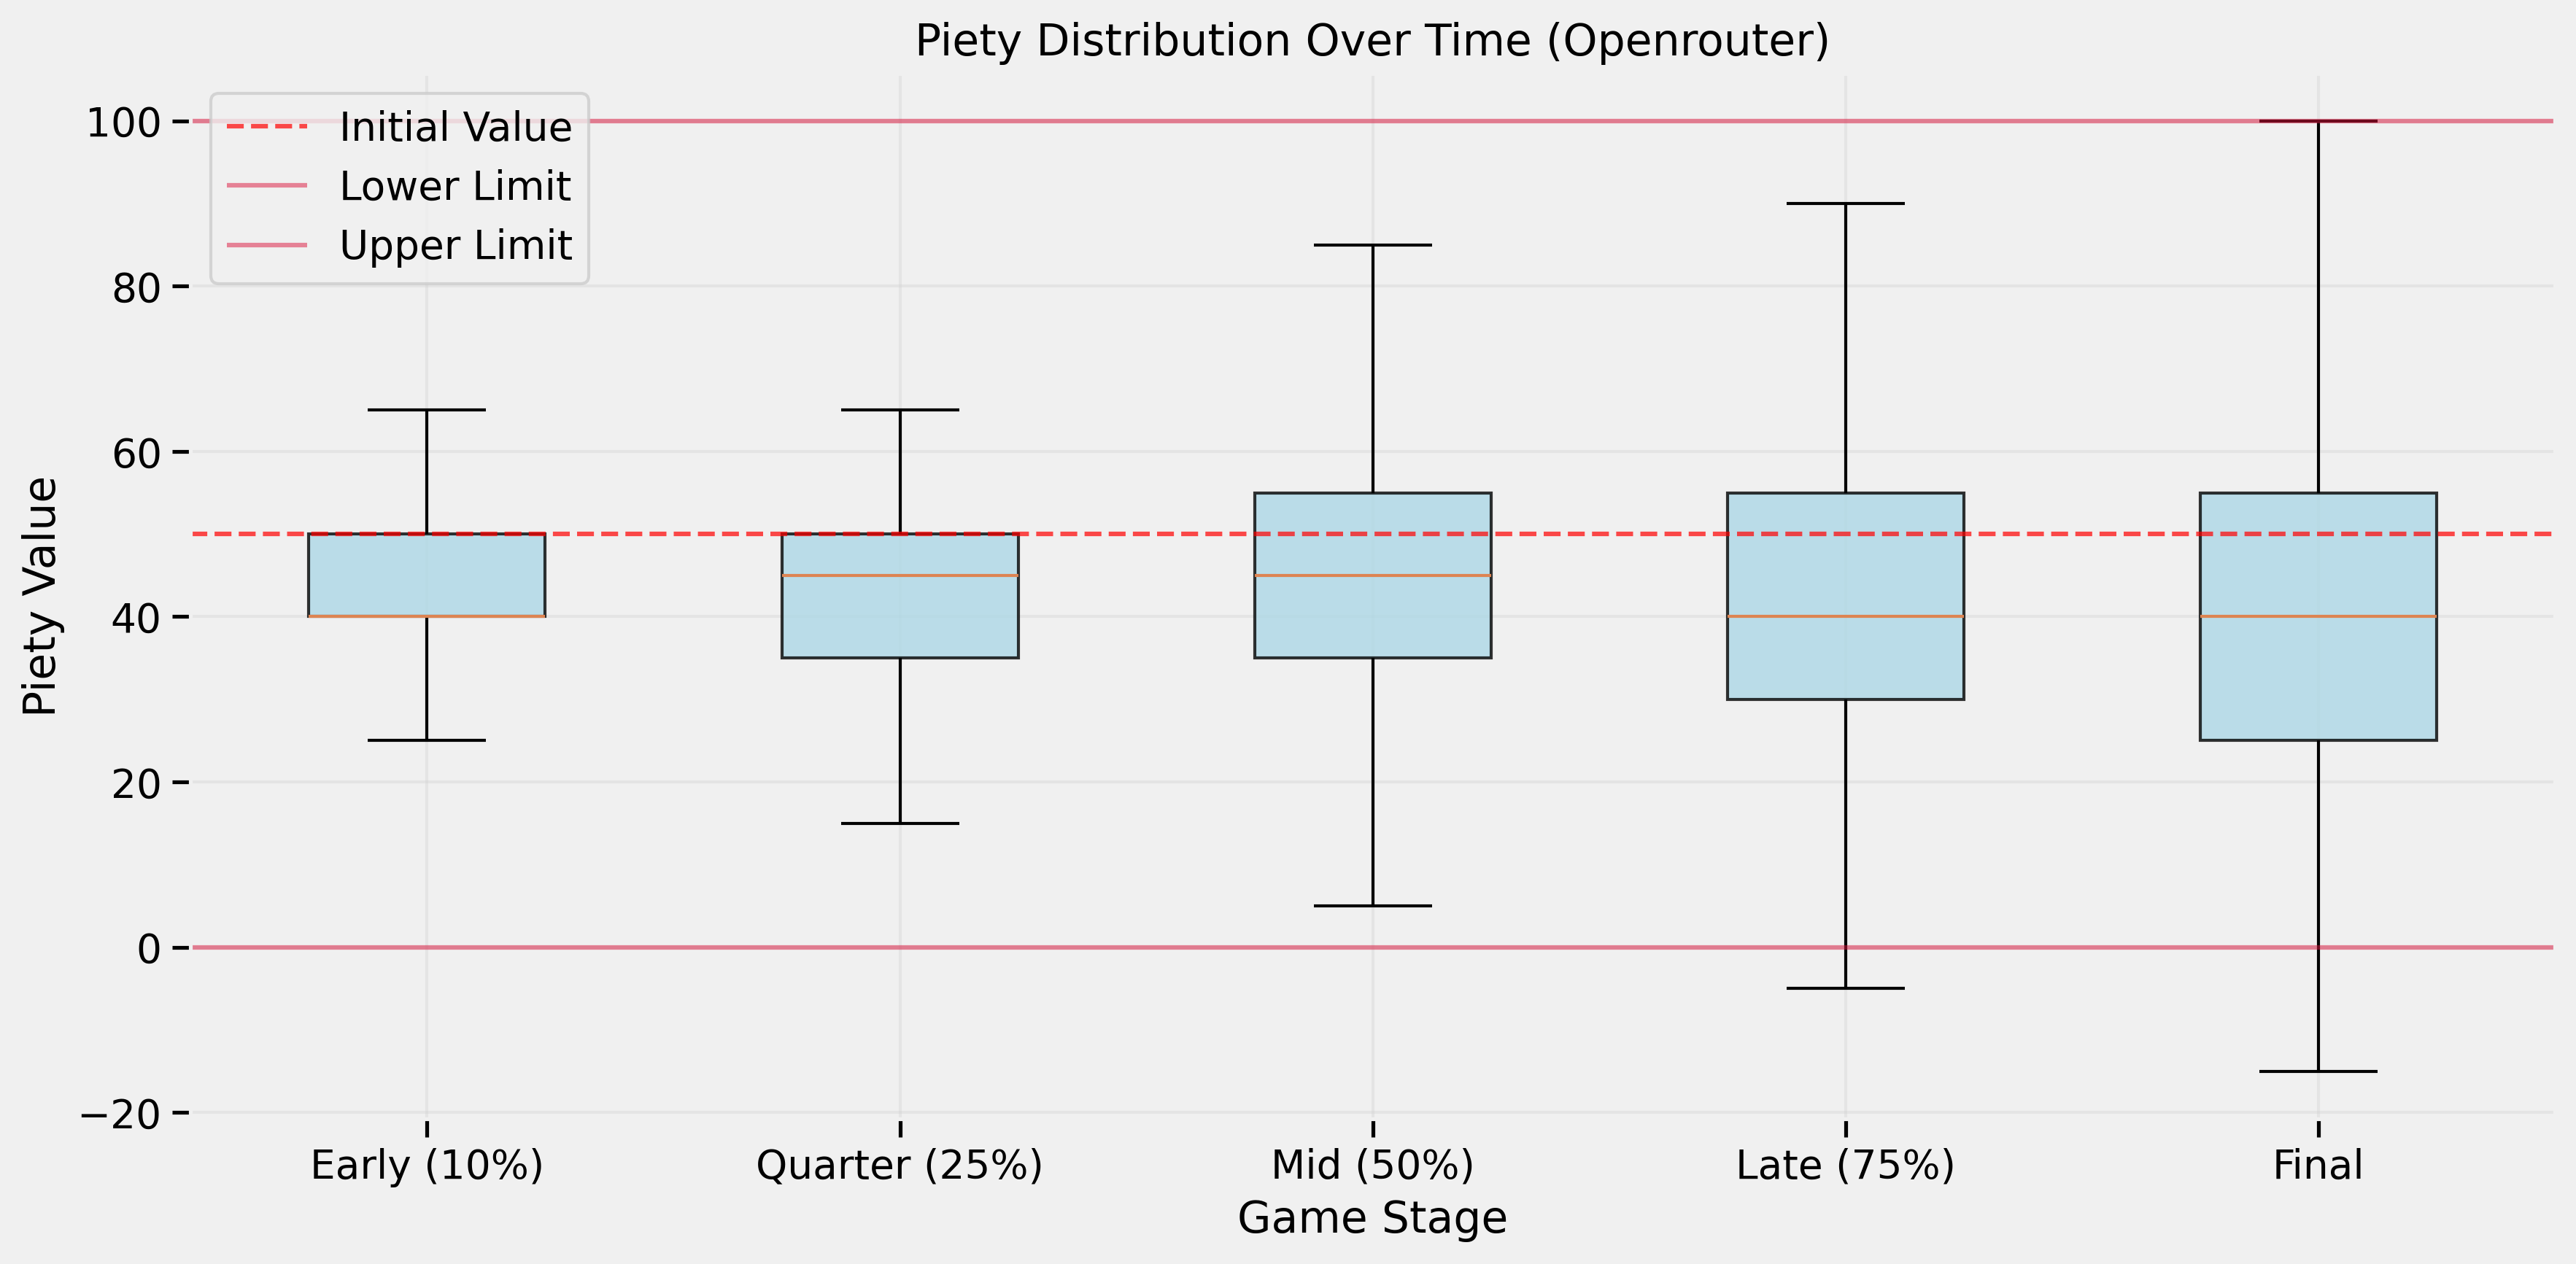 Piety Distribution Over Time (Openrouter)
Initial Value
Lower Limit
Upper Limit
Piety Value
100
80
60
40
20
0
−20
Early (10%)
Quarter (25%)
Mid (50%)
Late (75%)
Final
Game Stage